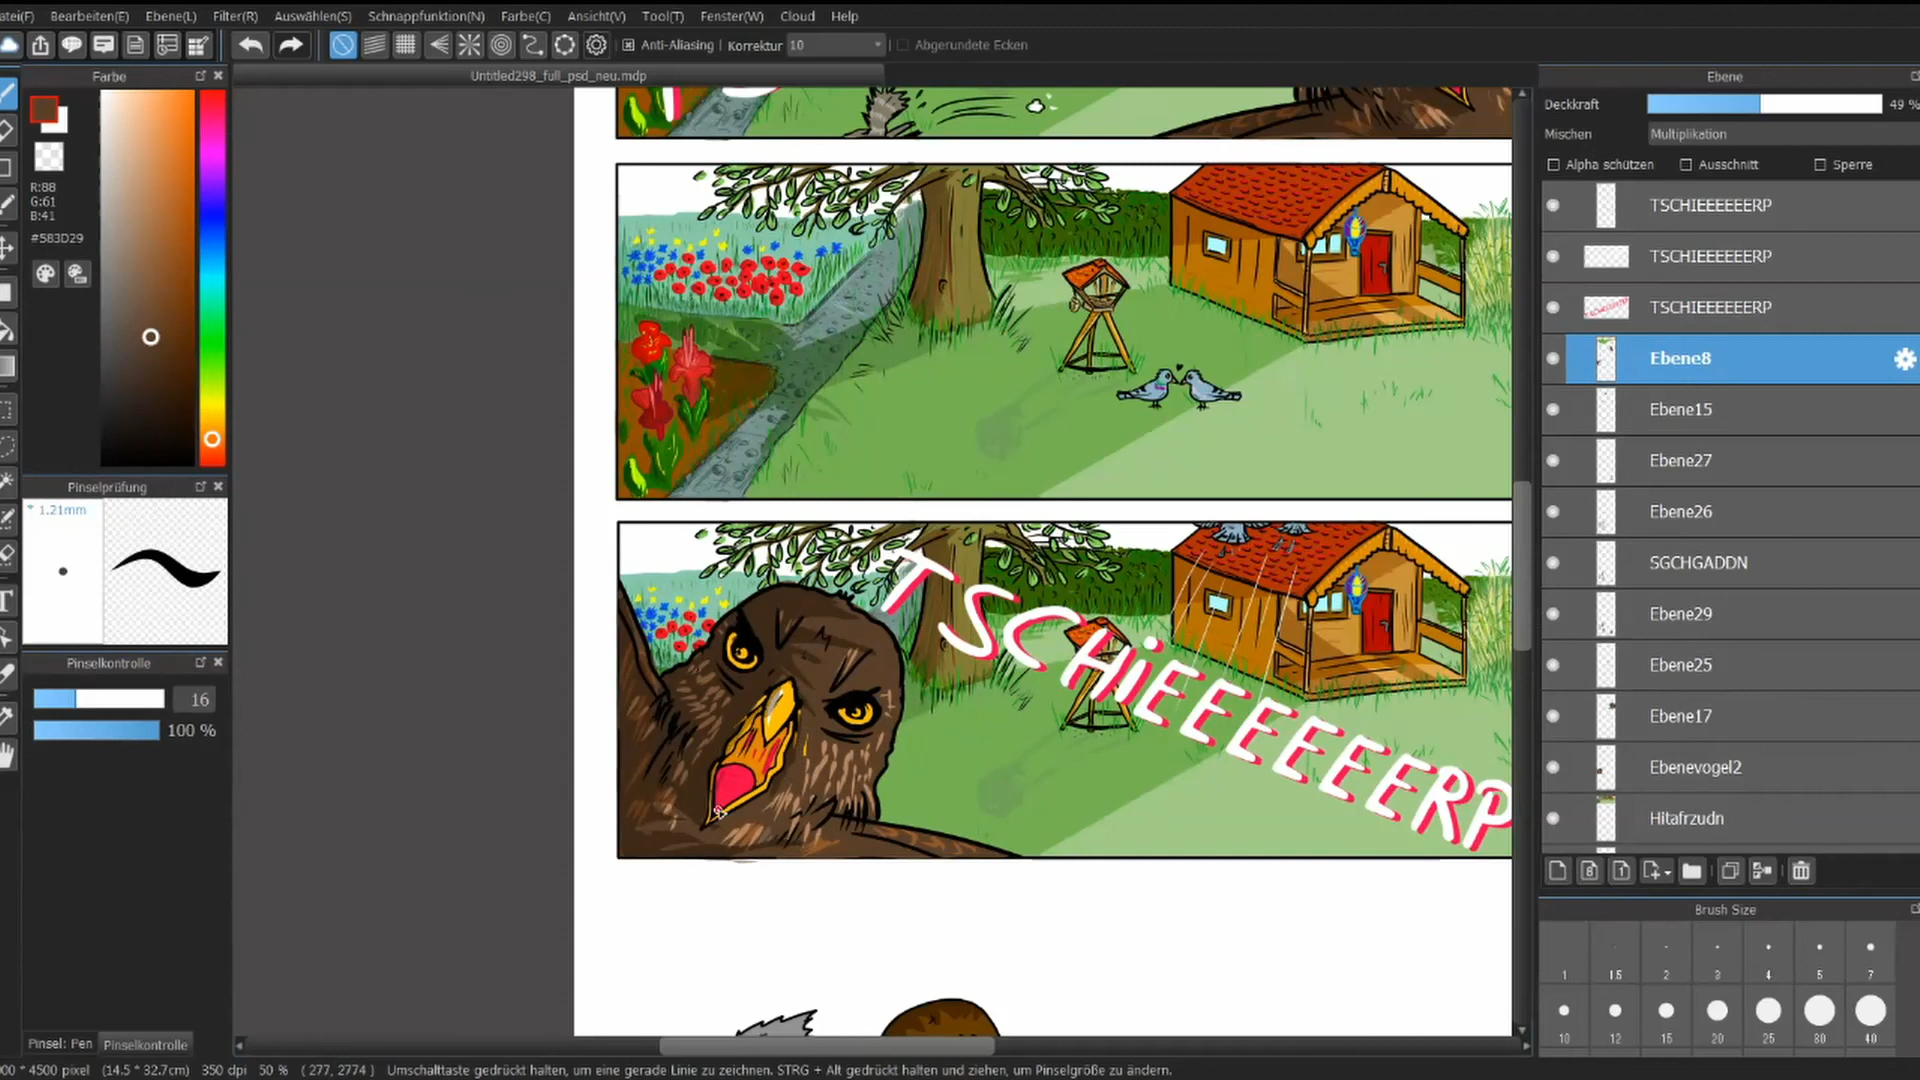 Bearbeiten(E) Ebene(L) Filter(R) Auswählen(S) Schnappfunktion(N) Farbe(C) Ansicht(V) Tool(T) Fenster(W) Cloud Help
Anti-Aliasing Korrektur 10 Abgerundete Ecken
Farbe
Untitled298_full_psd_neu.mdp
Ebene
Deckkraft 49 %
Mischen Multiplikation
Alpha schützen Ausschnitt Sperre
R:88
G:61
B:41
#583D29
TSCHIEEEEEERP
TSCHIEEEEEERP
TSCHIEEEEEERP
Ebene8
Ebene15
Ebene27
Ebene26
SGCHGADDN
Ebene29
Ebene25
Ebene17
Ebenevogel2
Hitafrzudn
Pinselprüfung
* 1.21mm
Pinselkontrolle
16
100 %
TSCHiEEEEEERP
Brush Size
1 1.5 2 3 4 5 7
10 12 15 20 25 30 40
Pinsel: Pen Pinselkontrolle
* 4500 pixel (14.5 * 32.7cm) 350 dpi 50 % ( 277, 2774 ) Umschalttaste gedrückt halten, um eine gerade Linie zu zeichnen. STRG + Alt gedrückt halten und ziehen, um Pinselgröße zu ändern.